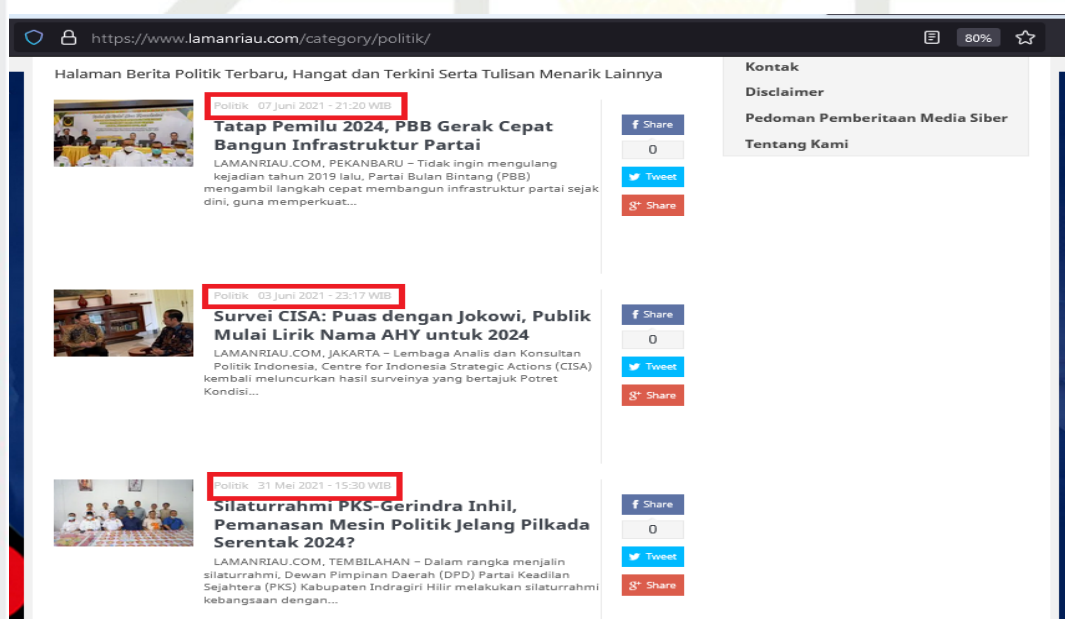 https://www.lamanriau.com/category/politik/
80%
Halaman Berita Politik Terbaru, Hangat dan Terkini Serta Tulisan Menarik Lainnya
Politik 07 Juni 2021 - 21:20 WIB
Tatap Pemilu 2024, PBB Gerak Cepat
Bangun Infrastruktur Partai
LAMANRIAU.COM, PEKANBARU – Tidak ingin mengulang
kejadian tahun 2019 lalu, Partai Bulan Bintang (PBB)
mengambil langkah cepat membangun infrastruktur partai sejak
dini, guna memperkuat...
f Share
0
Tweet
g+ Share
Politik 03 Juni 2021 - 23:17 WIB
Survei CISA: Puas dengan Jokowi, Publik
Mulai Lirik Nama AHY untuk 2024
LAMANRIAU.COM, JAKARTA – Lembaga Analis dan Konsultan
Politik Indonesia, Centre for Indonesia Strategic Actions (CISA)
kembali meluncurkan hasil surveinya yang bertajuk Potret
Kondisi...
f Share
0
Tweet
g+ Share
Politik 31 Mei 2021 - 15:30 WIB
Silaturrahmi PKS-Gerindra Inhil,
Pemanasan Mesin Politik Jelang Pilkada
Serentak 2024?
LAMANRIAU.COM, TEMBILAHAN – Dalam rangka menjalin
silaturrahmi, Dewan Pimpinan Daerah (DPD) Partai Keadilan
Sejahtera (PKS) Kabupaten Indragiri Hilir melakukan silaturrahmi
kebangsaan dengan...
f Share
0
Tweet
g+ Share
Kontak
Disclaimer
Pedoman Pemberitaan Media Siber
Tentang Kami